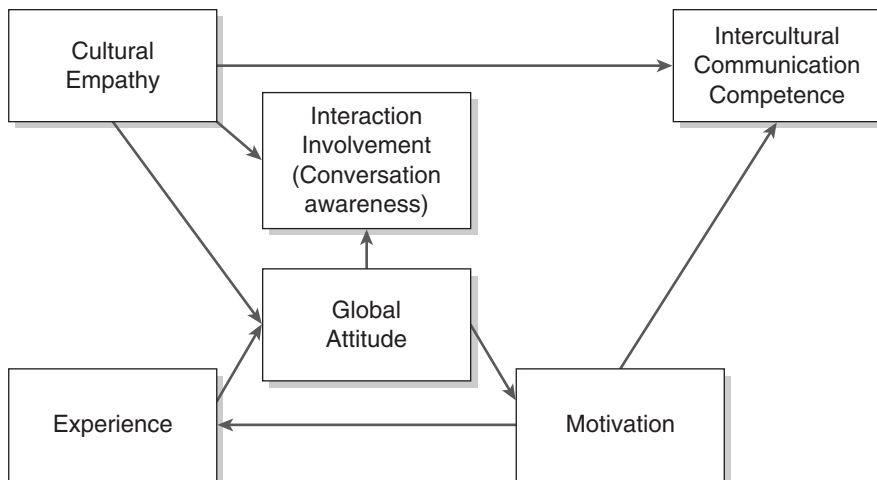 Cultural
Empathy
Intercultural
Communication
Competence
Interaction
Involvement
(Conversation
awareness)
Global
Attitude
Experience
Motivation